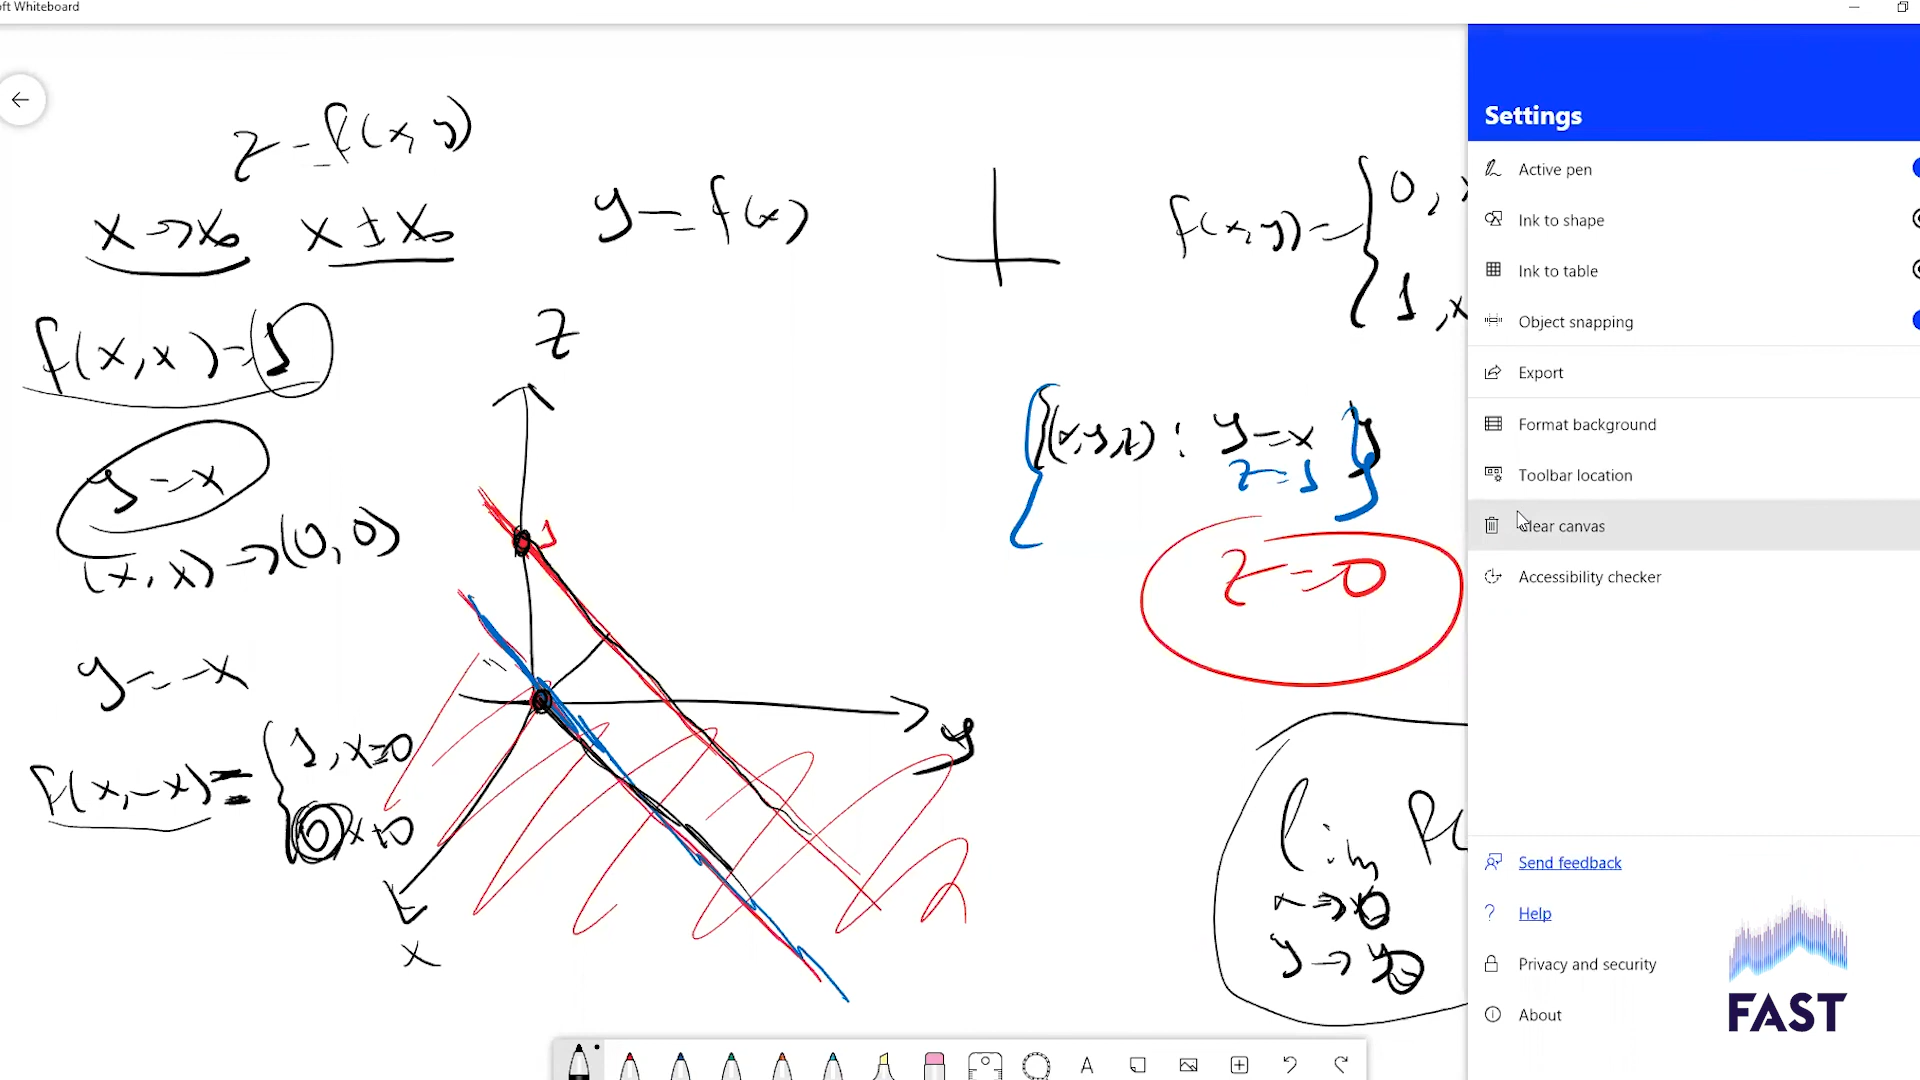 ft Whiteboard
z = f(x, y)
x → x₀ x ± x₀
y = f(x)
f(x, y) = { 0,
1, x
f(x, x) = 1
z
{(x, y, z) : y = x
z = 1 }
y = x
(x, x) → (0, 0)
1
z = 0
y = -x
y
f(x, -x) = { 1, x = 0
0 x ≠ 0
x
lim f(
x → 0
y → 0
Settings
Active pen
Ink to shape
Ink to table
Object snapping
Export
Format background
Toolbar location
Clear canvas
Accessibility checker
Send feedback
Help
Privacy and security
About
FAST